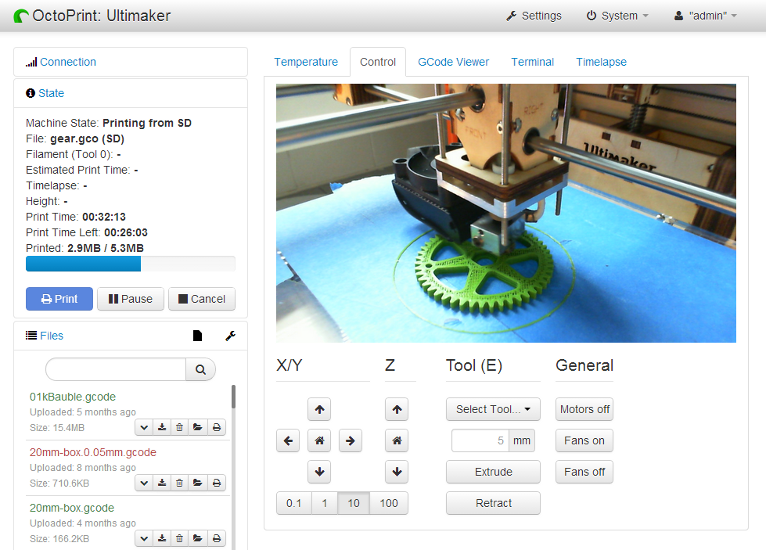 OctoPrint: Ultimaker
Settings
System
"admin"
Connection
State
Machine State: Printing from SD
File: gear.gco (SD)
Filament (Tool 0): -
Estimated Print Time: -
Timelapse: -
Height: -
Print Time: 00:32:13
Print Time Left: 00:26:03
Printed: 2.9MB / 5.3MB
Print
Pause
Cancel
Files
01kBauble.gcode
Uploaded: 5 months ago
Size: 15.4MB
20mm-box.0.05mm.gcode
Uploaded: 8 months ago
Size: 710.6KB
20mm-box.gcode
Uploaded: 4 months ago
Size: 166.2KB
Temperature
Control
GCode Viewer
Terminal
Timelapse
Ultimaker
X/Y
Z
Tool (E)
General
Select Tool...
Motors off
5 mm
Fans on
Extrude
Fans off
0.1
1
10
100
Retract